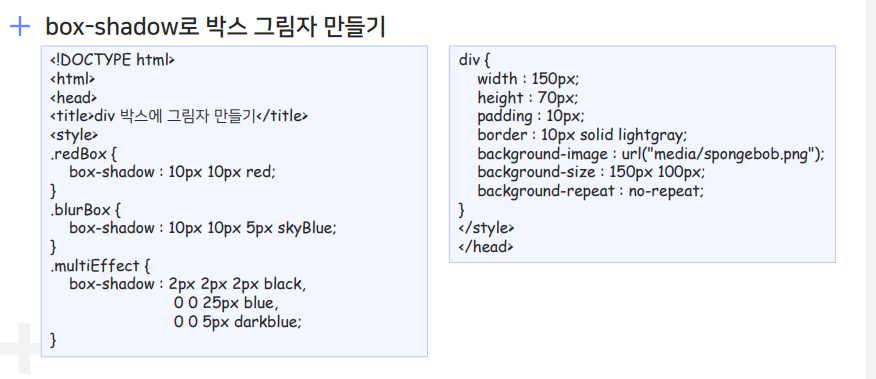 box-shadow로 박스 그림자 만들기
<!DOCTYPE html>
<html>
<head>
<title>div 박스에 그림자 만들기</title>
<style>
.redBox {
box-shadow : 10px 10px red;
}
.blurBox {
box-shadow : 10px 10px 5px skyBlue;
}
.multiEffect {
box-shadow : 2px 2px 2px black,
0 0 25px blue,
0 0 5px darkblue;
}
div {
width : 150px;
height : 70px;
padding : 10px;
border : 10px solid lightgray;
background-image : url("media/spongebob.png");
background-size : 150px 100px;
background-repeat : no-repeat;
}
</style>
</head>